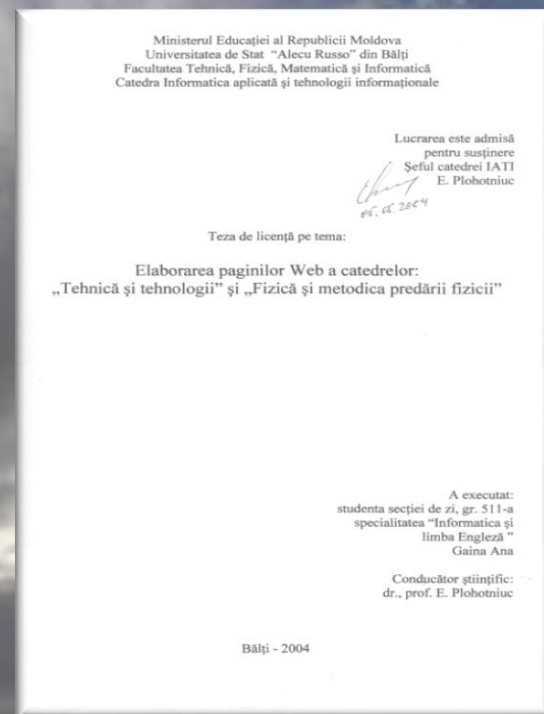 Ministerul Educaţiei al Republicii Moldova
Universitatea de Stat “Alecu Russo” din Bălţi
Facultatea Tehnică, Fizică, Matematică şi Informatică
Catedra Informatica aplicată şi tehnologii informaţionale
Lucrarea este admisă
pentru susţinere
Şeful catedrei IATI
E. Plohotniuc
2004
Teza de licenţă pe tema:
Elaborarea paginilor Web a catedrelor:
„Tehnică şi tehnologii” şi „Fizică şi metodica predării fizicii”
A executat:
studenta secţiei de zi, gr. 511-a
specialitatea “Informatica şi
limba Engleză ”
Gaina Ana
Conducător ştiinţific:
dr., prof. E. Plohotniuc
Bălţi - 2004